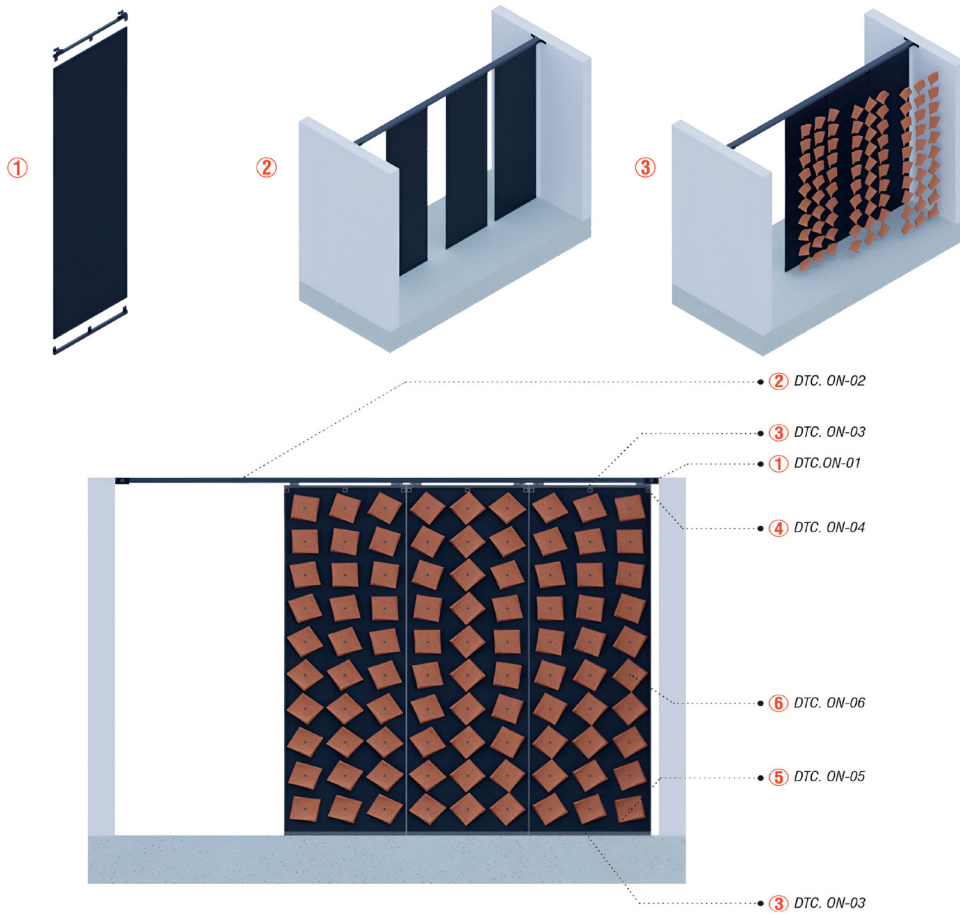 1
2
3
2 DTC. ON-02
3 DTC. ON-03
1 DTC.ON-01
4 DTC. ON-04
6 DTC. ON-06
5 DTC. ON-05
3 DTC. ON-03